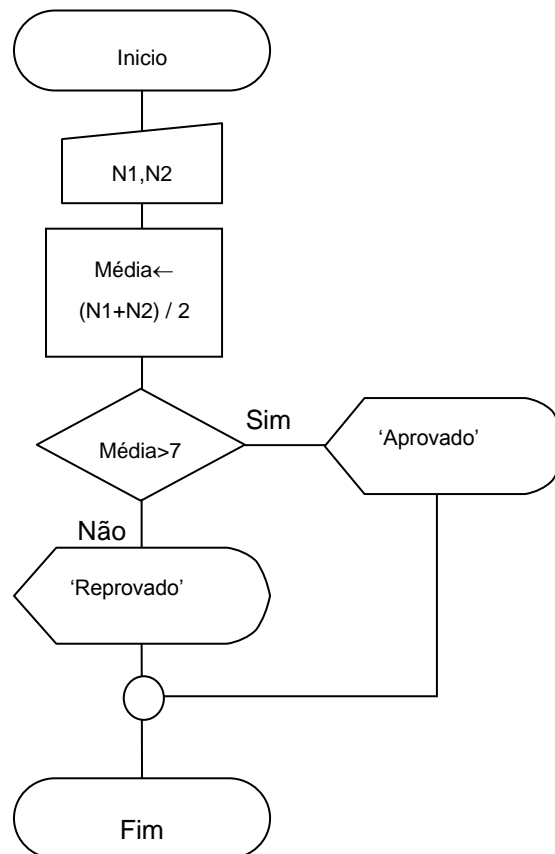 Inicio
N1,N2
Média←
(N1+N2) / 2
Média>7
Sim
‘Aprovado’
Não
‘Reprovado’
Fim